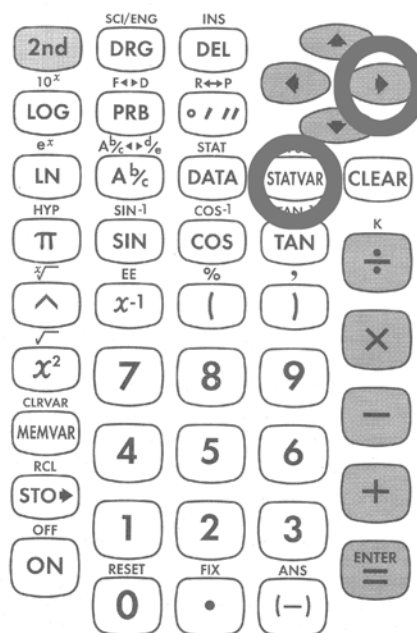 SCI/ENG INS
2nd DRG DEL
10ˣ F◄►D R↔P
LOG PRB ° ′ ″
eˣ Aᵇ⁄c◄►ᵈ⁄e STAT
LN Aᵇ⁄c DATA STATVAR CLEAR
HYP SIN-1 COS-1 K
π SIN COS TAN ÷
ˣ√ EE % ,
^ x-1 ( ) ×
√
x² 7 8 9 −
CLRVAR
MEMVAR 4 5 6
RCL
STO► 1 2 3 +
OFF
ON
RESET FIX ANS ENTER
0 • (—) =